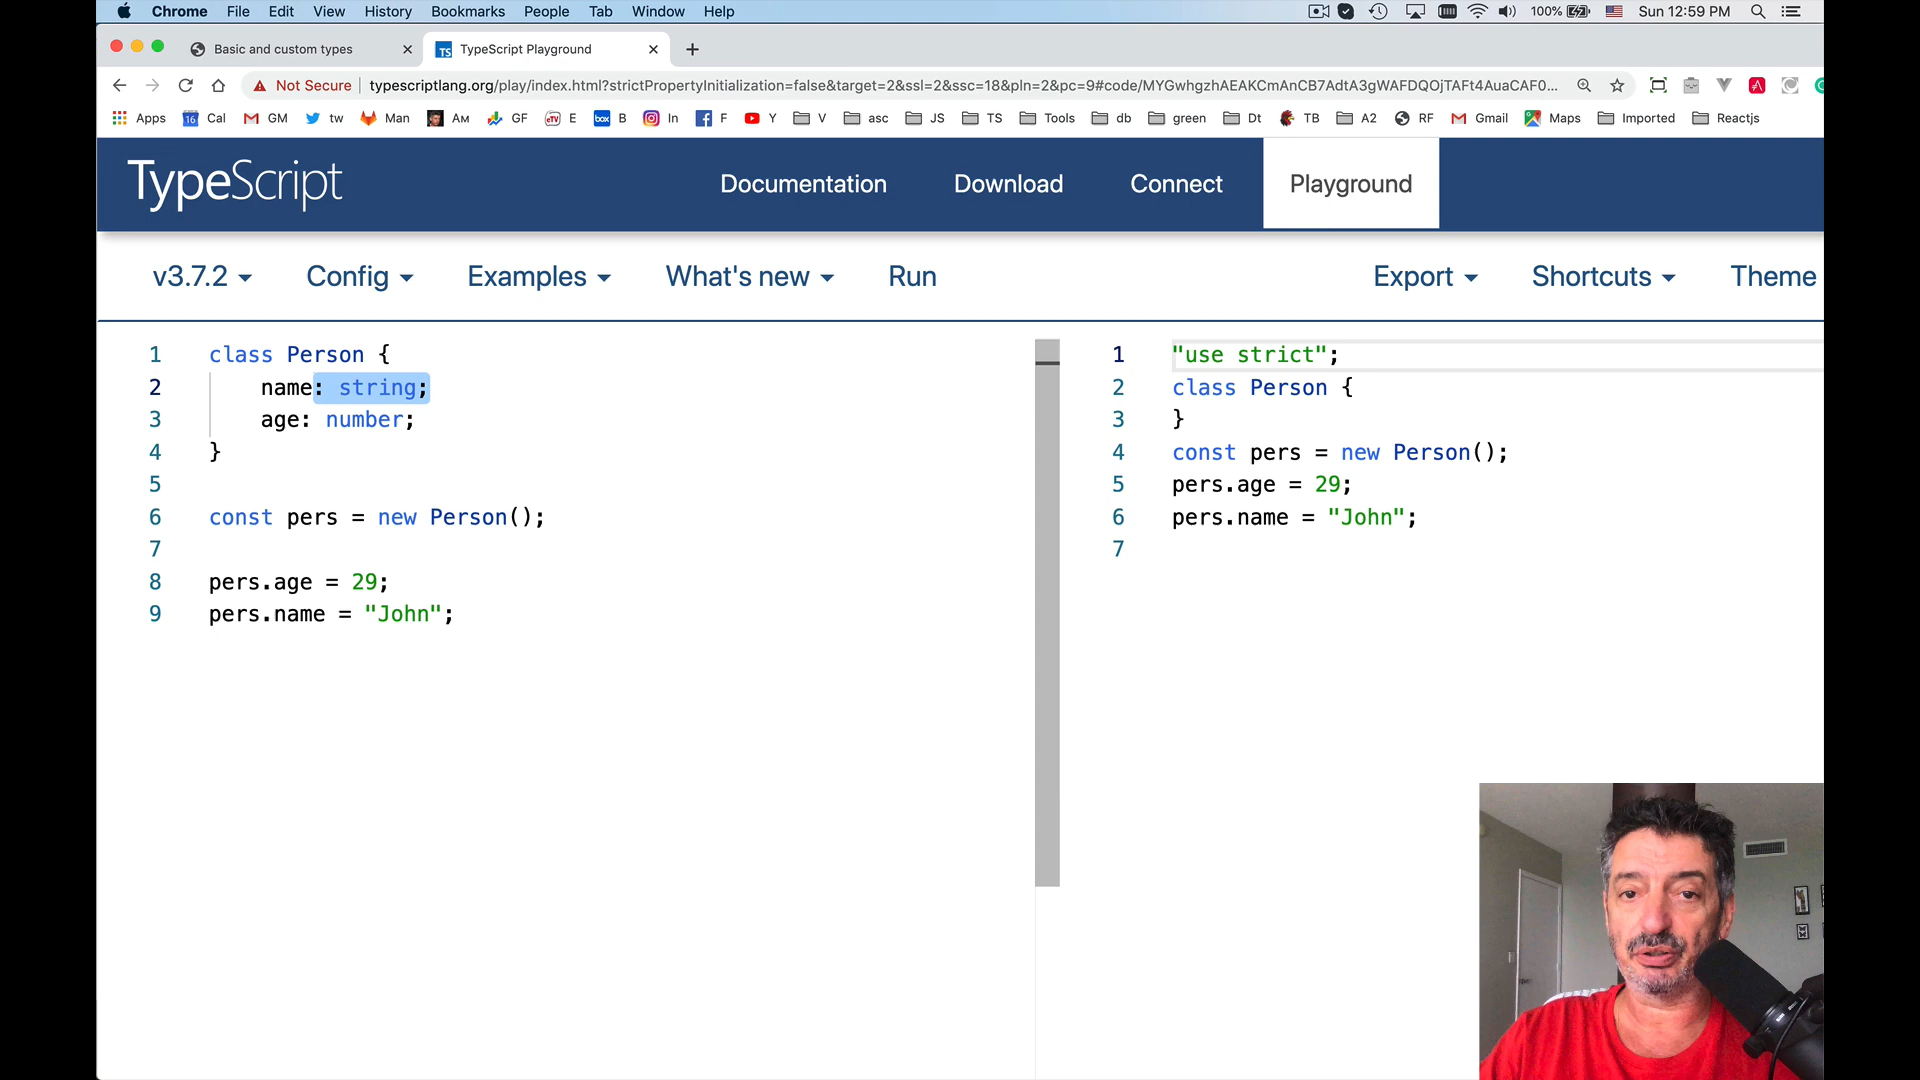 Chrome File Edit View History Bookmarks People Tab Window Help 100% Sun 12:59 PM
Basic and custom types TS TypeScript Playground
Not Secure typescriptlang.org/play/index.html?strictPropertyInitialization=false&target=2&ssl=2&ssc=18&pln=2&pc=9#code/MYGwhgzhAEAKCmAnCB7AdtA3gWAFDQOjTAFt4AuaCAF0...
Apps 16 Cal GM tw Man Ам GF eTV E box B In F Y V asc JS TS Tools db green Dt TB A2 RF Gmail Maps Imported Reactjs
TypeScript Documentation Download Connect Playground
v3.7.2 Config Examples What's new Run Export Shortcuts Theme
1 class Person {
2 name: string;
3 age: number;
4 }
5
6 const pers = new Person();
7
8 pers.age = 29;
9 pers.name = "John";
1 "use strict";
2 class Person {
3 }
4 const pers = new Person();
5 pers.age = 29;
6 pers.name = "John";
7